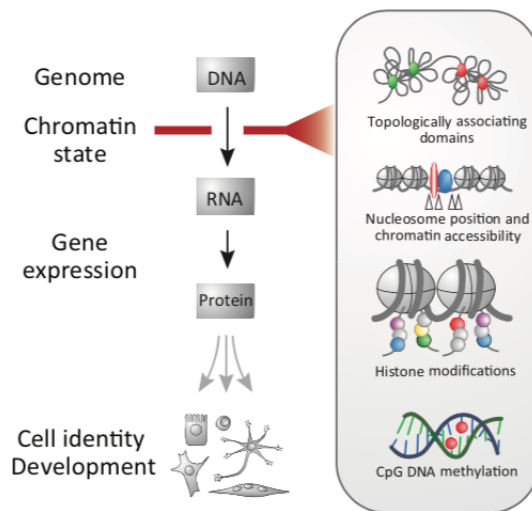 Genome
DNA
Chromatin
state
RNA
Gene
expression
Protein
Cell identity
Development
Topologically associating
domains
Nucleosome position and
chromatin accessibility
Histone modifications
CpG DNA methylation